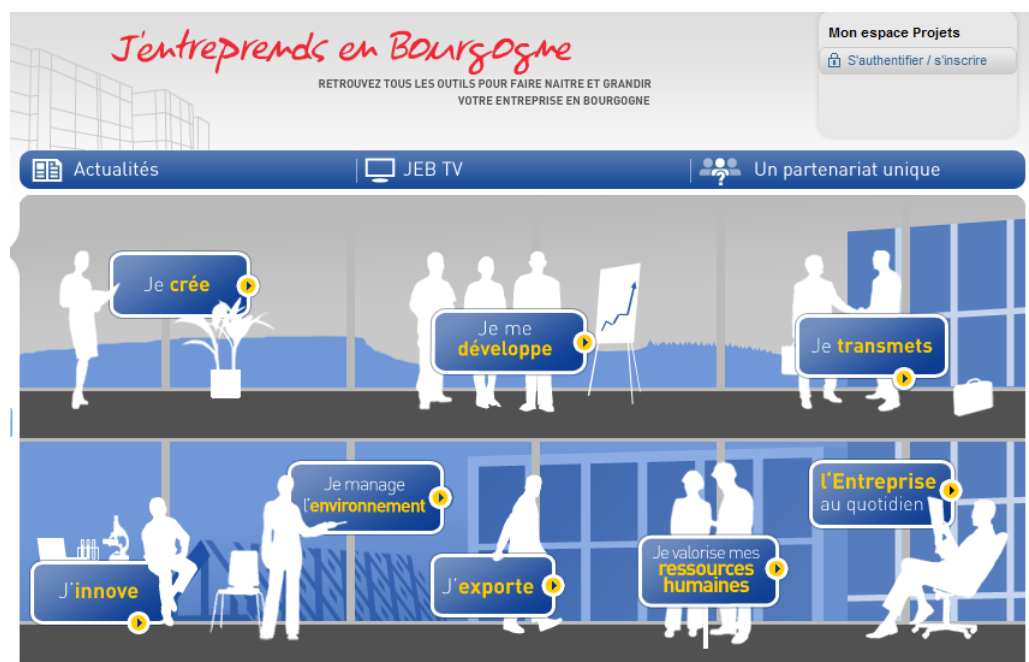 J'entreprends en Bourgogne
RETROUVEZ TOUS LES OUTILS POUR FAIRE NAITRE ET GRANDIR
VOTRE ENTREPRISE EN BOURGOGNE
Mon espace Projets
S'authentifier / s'inscrire
Actualités
JEB TV
Un partenariat unique
Je crée
Je me
développe
Je transmets
Je manage
l'environnement
l'Entreprise
au quotidien
J'innove
J'exporte
Je valorise mes
ressources
humaines